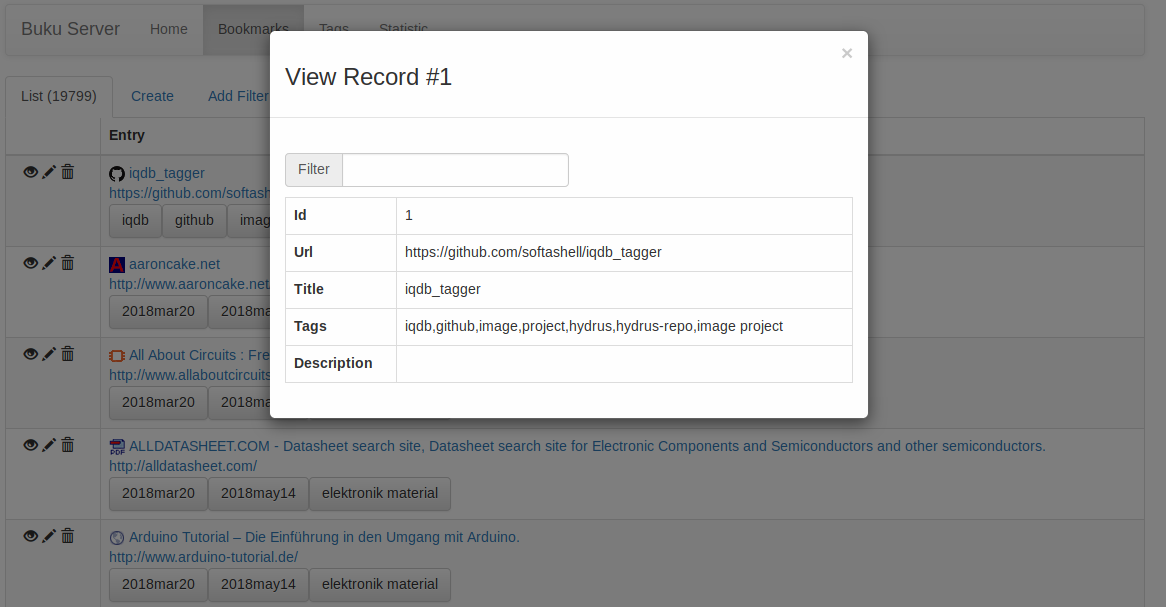 Buku Server Home Bookmarks Tags Statistic
×
View Record #1
Filter
Id 1
Url https://github.com/softashell/iqdb_tagger
Title iqdb_tagger
Tags iqdb,github,image,project,hydrus,hydrus-repo,image project
Description
List (19799) Create Add Filter
Entry
iqdb_tagger
https://github.com/softash
iqdb github imag
aaroncake.net
http://www.aaroncake.net
2018mar20 2018ma
All About Circuits : Fre
http://www.allaboutcircuits
2018mar20 2018ma
ALLDATASHEET.COM - Datasheet search site, Datasheet search site for Electronic Components and Semiconductors and other semiconductors.
http://alldatasheet.com/
2018mar20 2018may14 elektronik material
Arduino Tutorial – Die Einführung in den Umgang mit Arduino.
http://www.arduino-tutorial.de/
2018mar20 2018may14 elektronik material